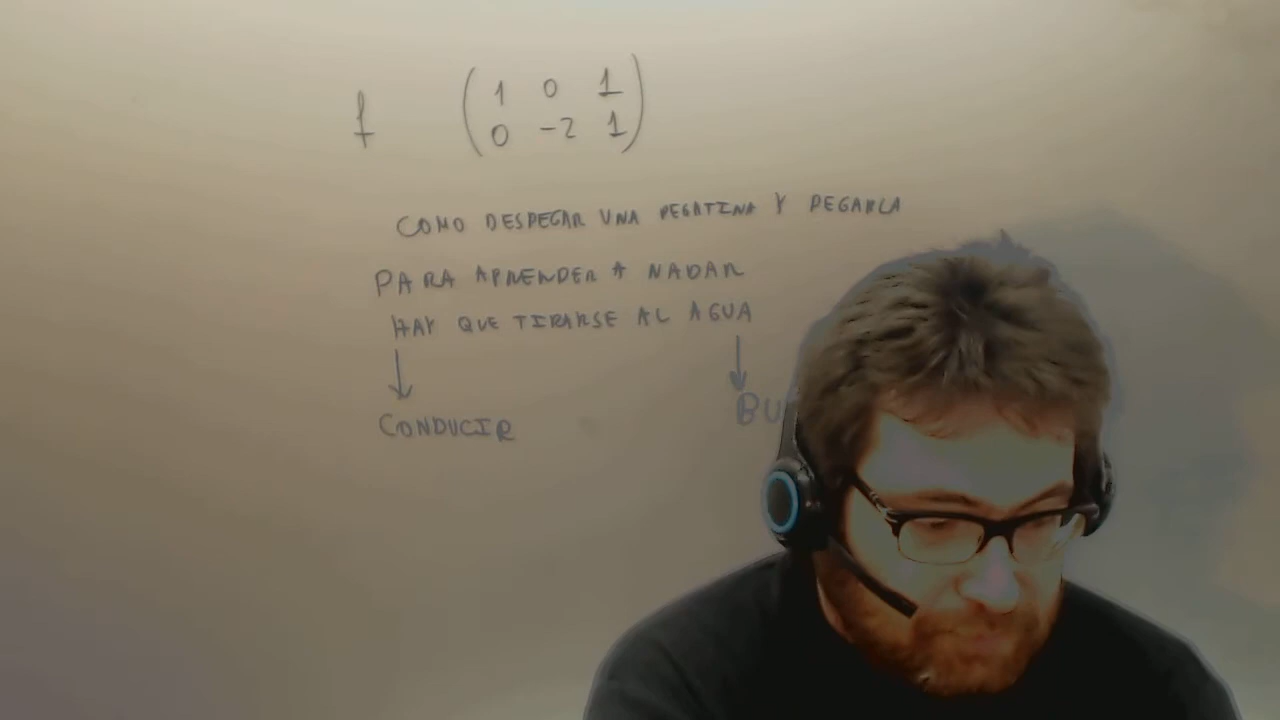 f ( 1 0 1
0 -2 1 )
COMO DESPEGAR UNA PEGATINA Y PEGARLA
PARA APRENDER A NADAR
HAY QUE TIRARSE AL AGUA
↓ ↓
CONDUCIR BU